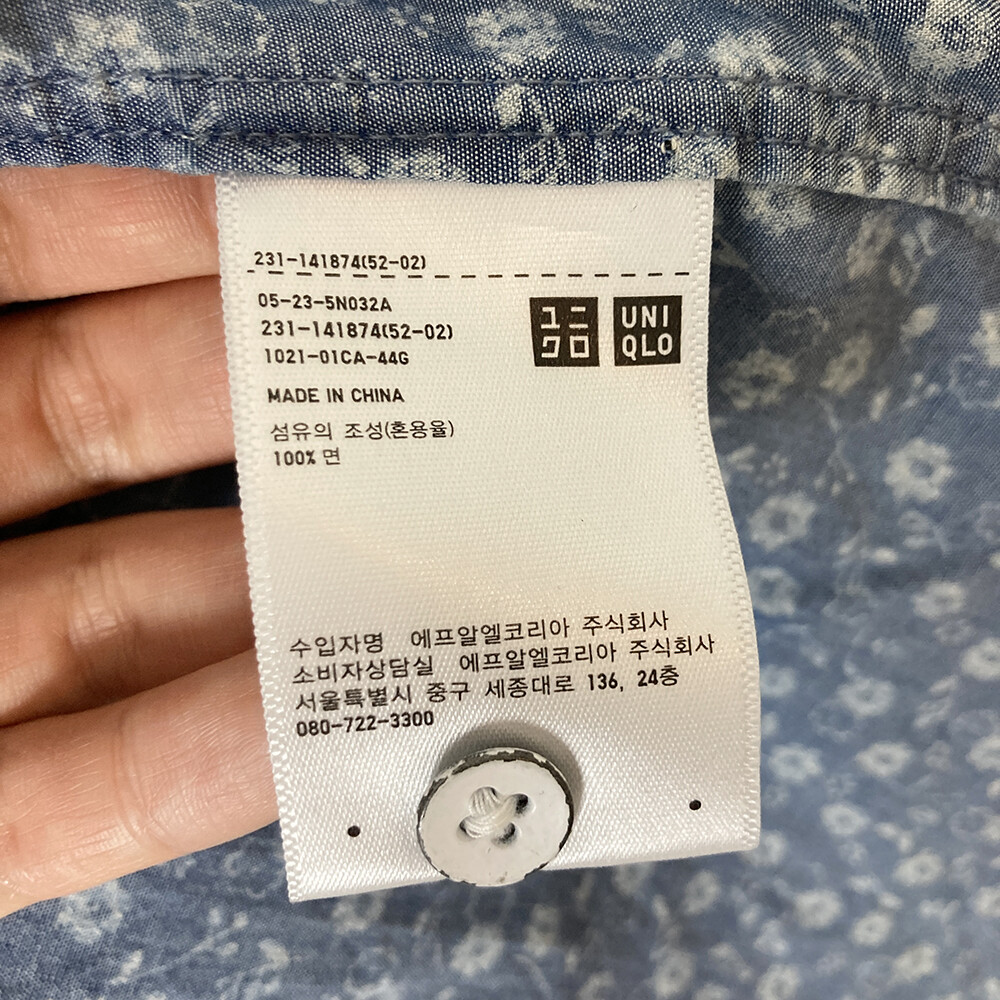 231-141874(52-02)
05-23-5N032A
231-141874(52-02)
1021-01CA-44G
ユニ
クロ
UNI
QLO
MADE IN CHINA
섬유의 조성(혼용율)
100% 면
수입자명 에프알엘코리아 주식회사
소비자상담실 에프알엘코리아 주식회사
서울특별시 중구 세종대로 136, 24층
080-722-3300